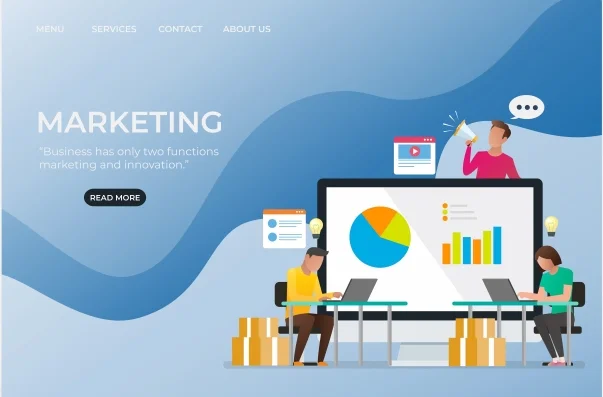 MENU SERVICES CONTACT ABOUT US
MARKETING
“Business has only two functions
marketing and innovation.”
READ MORE